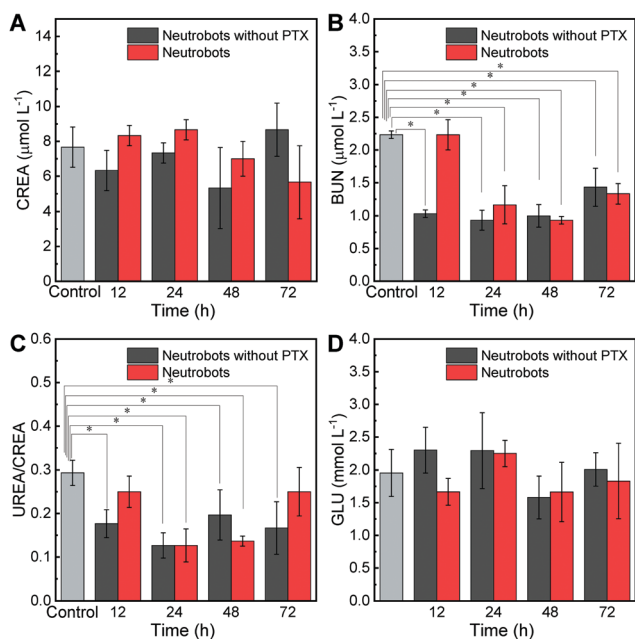 A
Neutrobots without PTX
Neutrobots
CREA (μmol L⁻¹)
14
12
10
8
6
4
2
0
Control 12 24 48 72
Time (h)
B
Neutrobots without PTX
Neutrobots
BUN (μmol L⁻¹)
4.0
3.5
3.0
2.5
2.0
1.5
1.0
0.5
0.0
*
*
*
*
*
*
*
Control 12 24 48 72
Time (h)
C
Neutrobots without PTX
Neutrobots
UREA/CREA
0.6
0.5
0.4
0.3
0.2
0.1
0.0
*
*
*
*
*
*
Control 12 24 48 72
Time (h)
D
Neutrobots without PTX
Neutrobots
GLU (mmol L⁻¹)
4.0
3.5
3.0
2.5
2.0
1.5
1.0
0.5
0.0
12 24 48 72
Time (h)